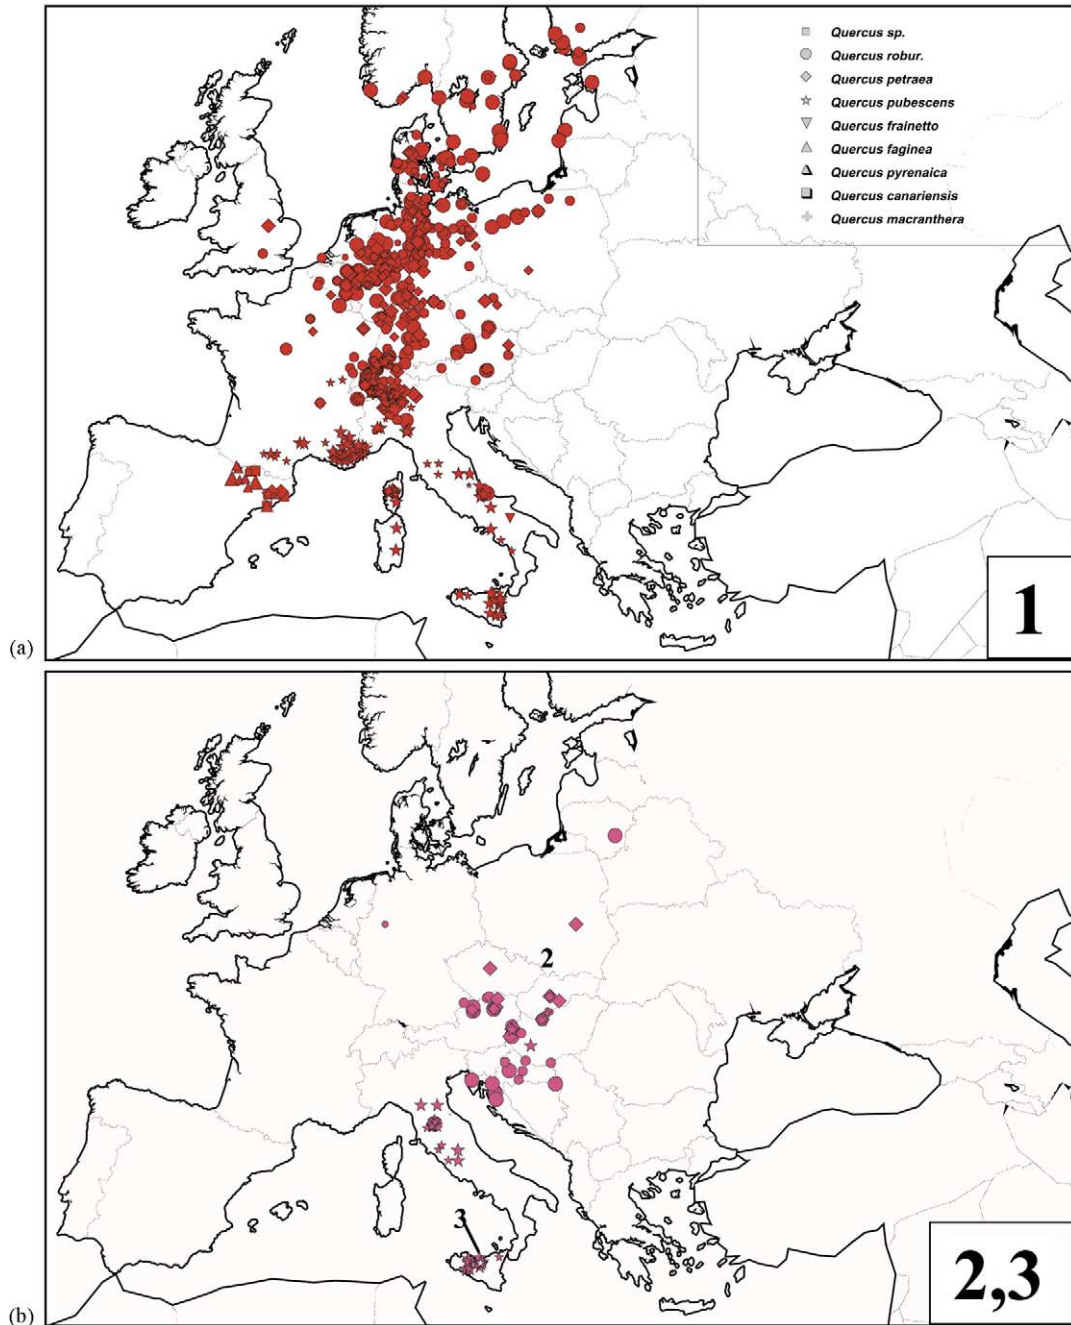 Quercus sp.
Quercus robur.
Quercus petraea
Quercus pubescens
Quercus frainetto
Quercus faginea
Quercus pyrenaica
Quercus canariensis
Quercus macranthera
1
(a)
2
3
2,3
(b)